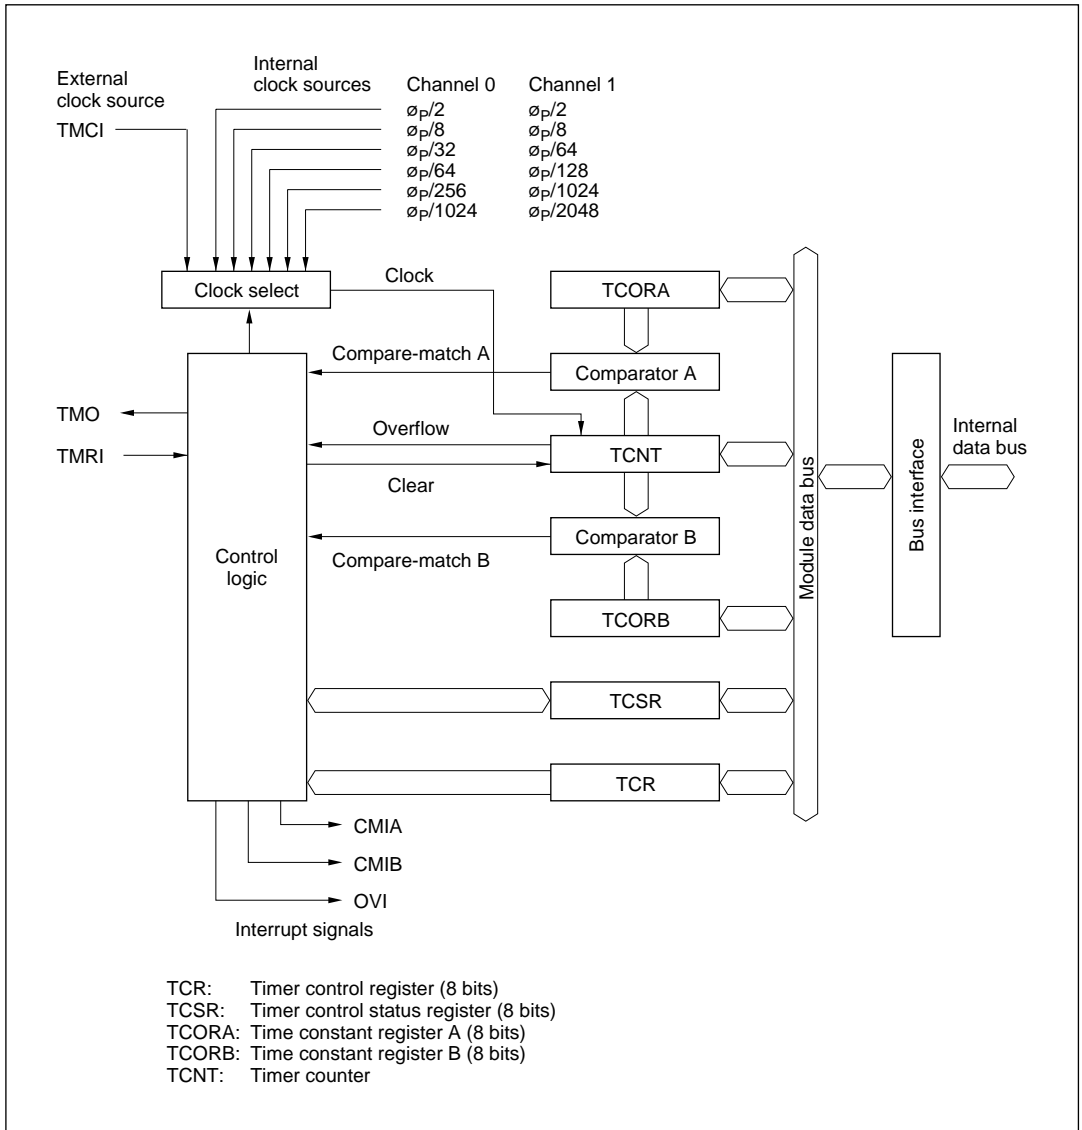 External
clock source
Internal
clock sources
Channel 0 Channel 1
TMCI
øP/2 øP/2
øP/8 øP/8
øP/32 øP/64
øP/64 øP/128
øP/256 øP/1024
øP/1024 øP/2048
Clock select
Clock
TCORA
Compare-match A
Comparator A
TMO
TMRI
Overflow
TCNT
Clear
Internal
data bus
Control
logic
Comparator B
Compare-match B
Module data bus
Bus interface
TCORB
TCSR
TCR
CMIA
CMIB
OVI
Interrupt signals
TCR: Timer control register (8 bits)
TCSR: Timer control status register (8 bits)
TCORA: Time constant register A (8 bits)
TCORB: Time constant register B (8 bits)
TCNT: Timer counter